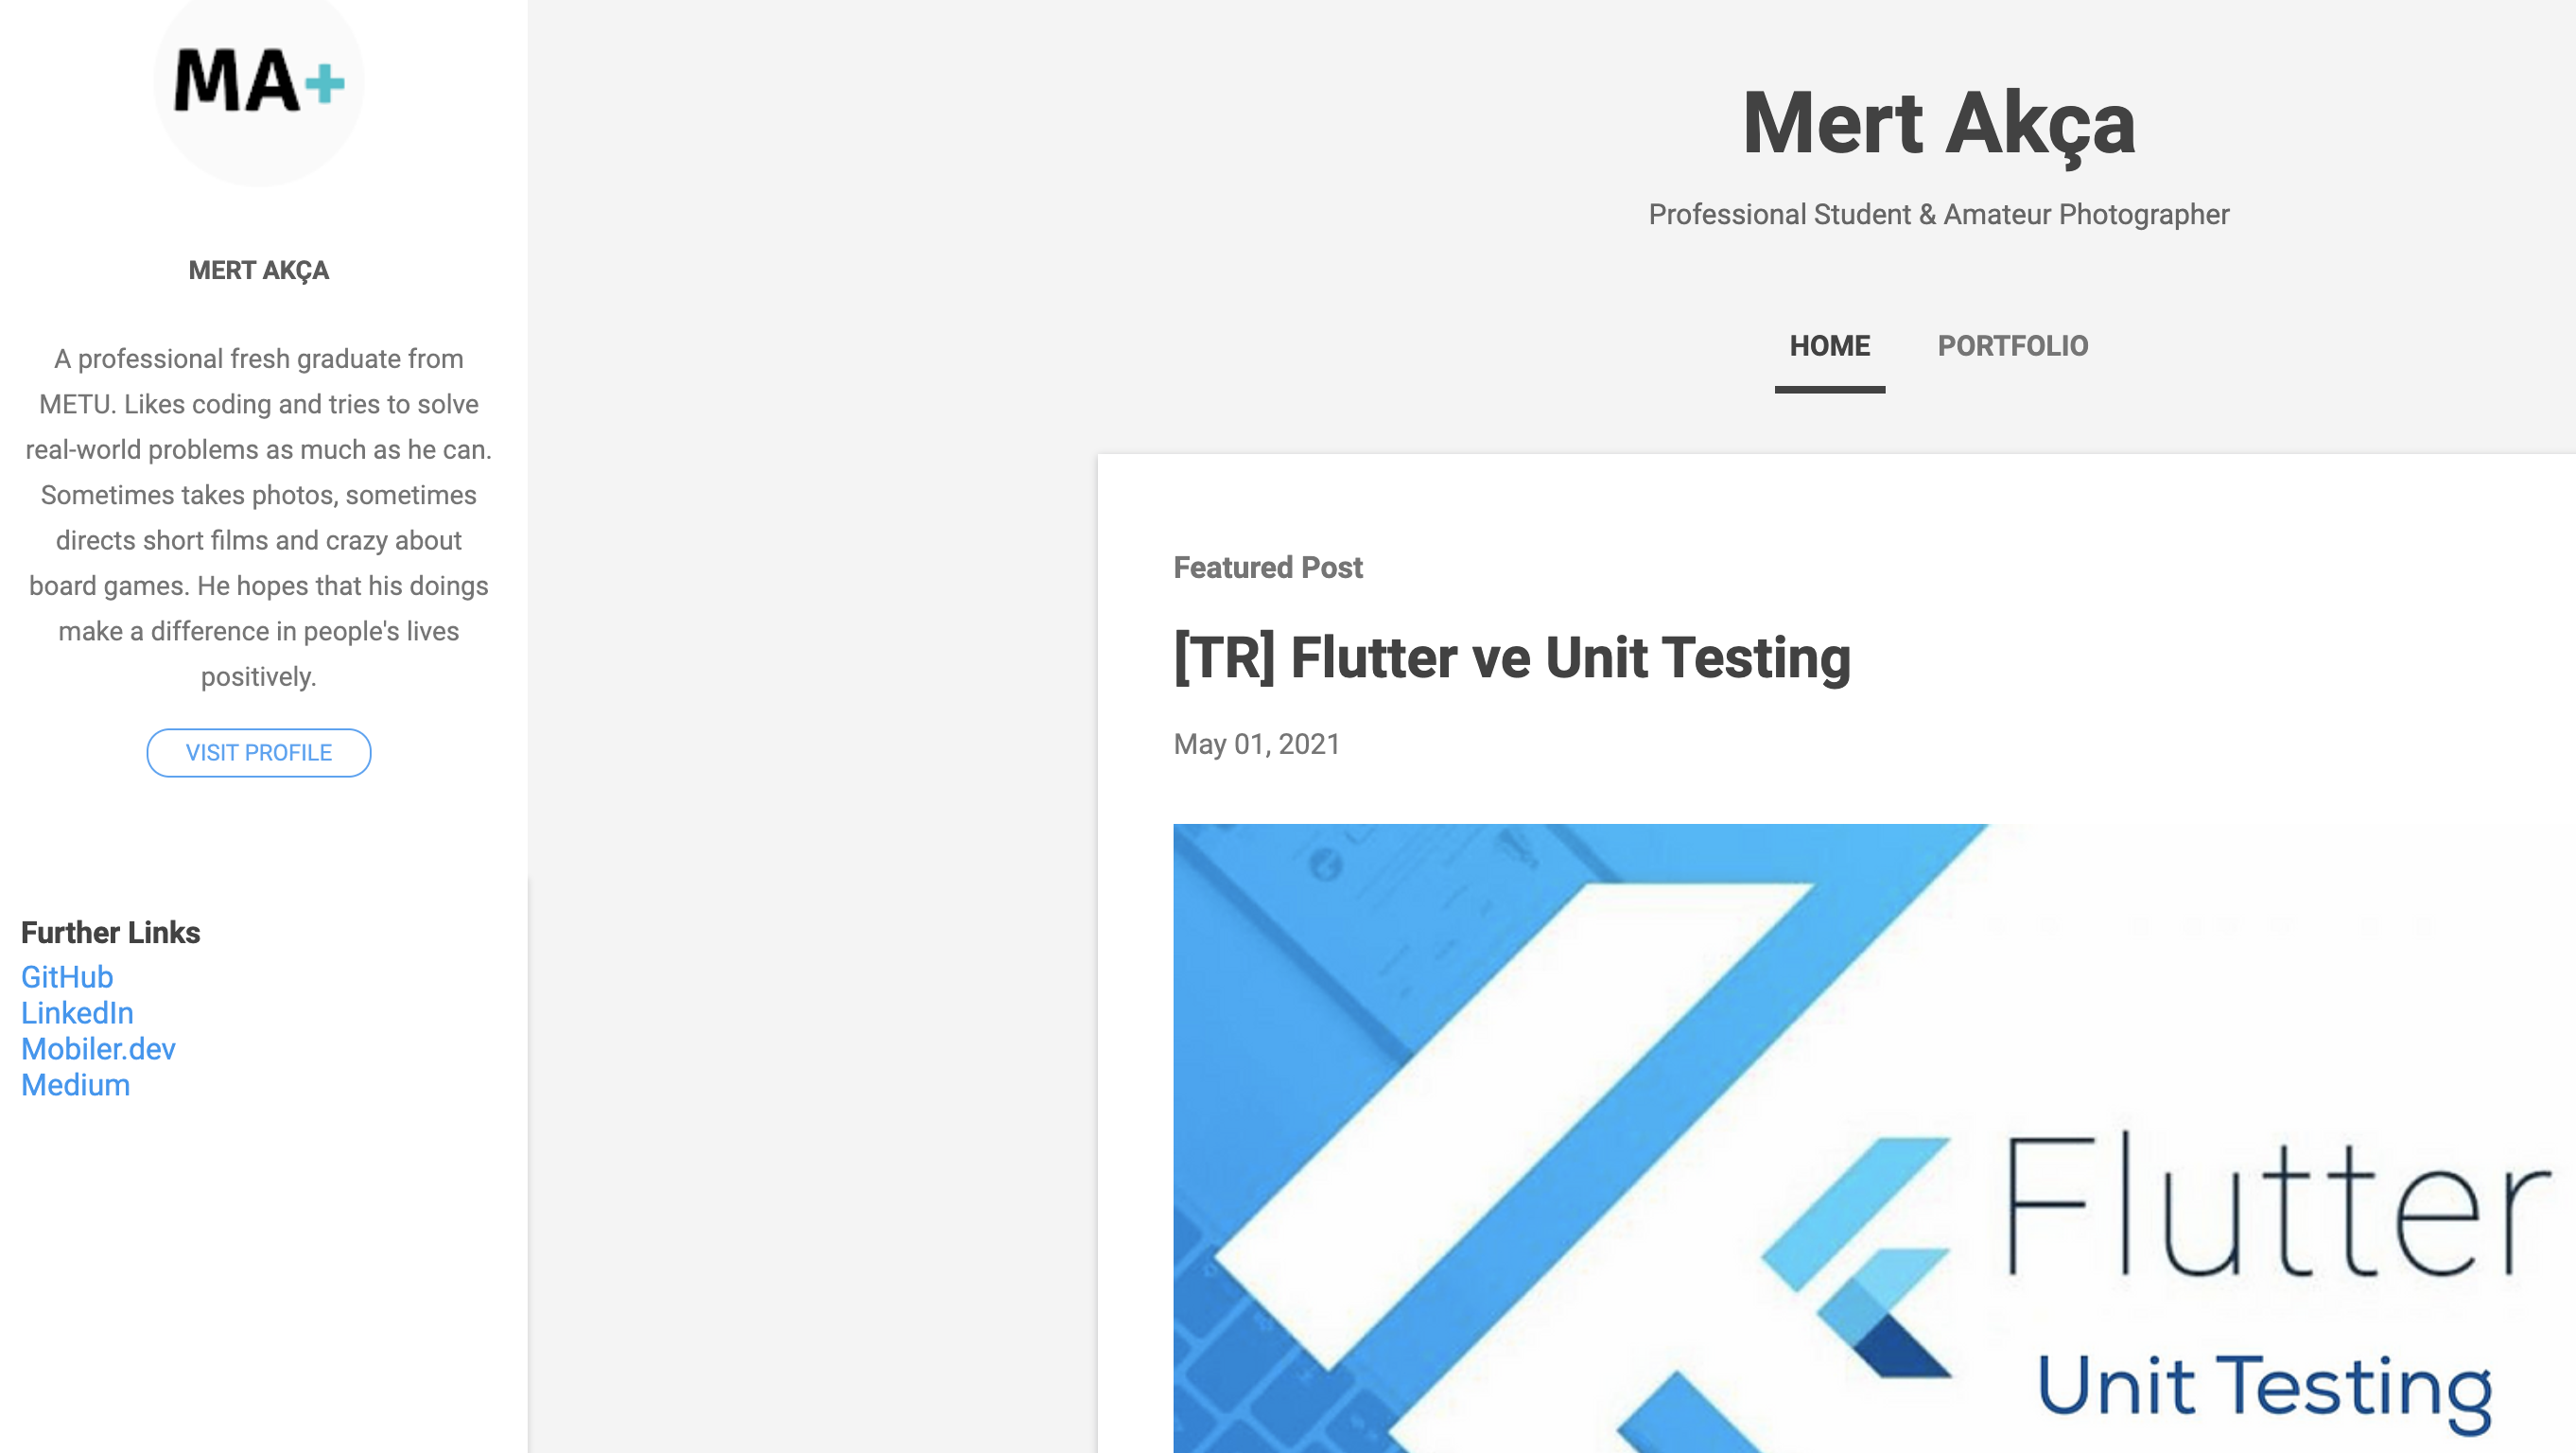 MA+
MERT AKÇA
A professional fresh graduate from
METU. Likes coding and tries to solve
real-world problems as much as he can.
Sometimes takes photos, sometimes
directs short films and crazy about
board games. He hopes that his doings
make a difference in people's lives
positively.
VISIT PROFILE
Further Links
GitHub
LinkedIn
Mobiler.dev
Medium
Mert Akça
Professional Student & Amateur Photographer
HOME PORTFOLIO
Featured Post
[TR] Flutter ve Unit Testing
May 01, 2021
Flutter
Unit Testing